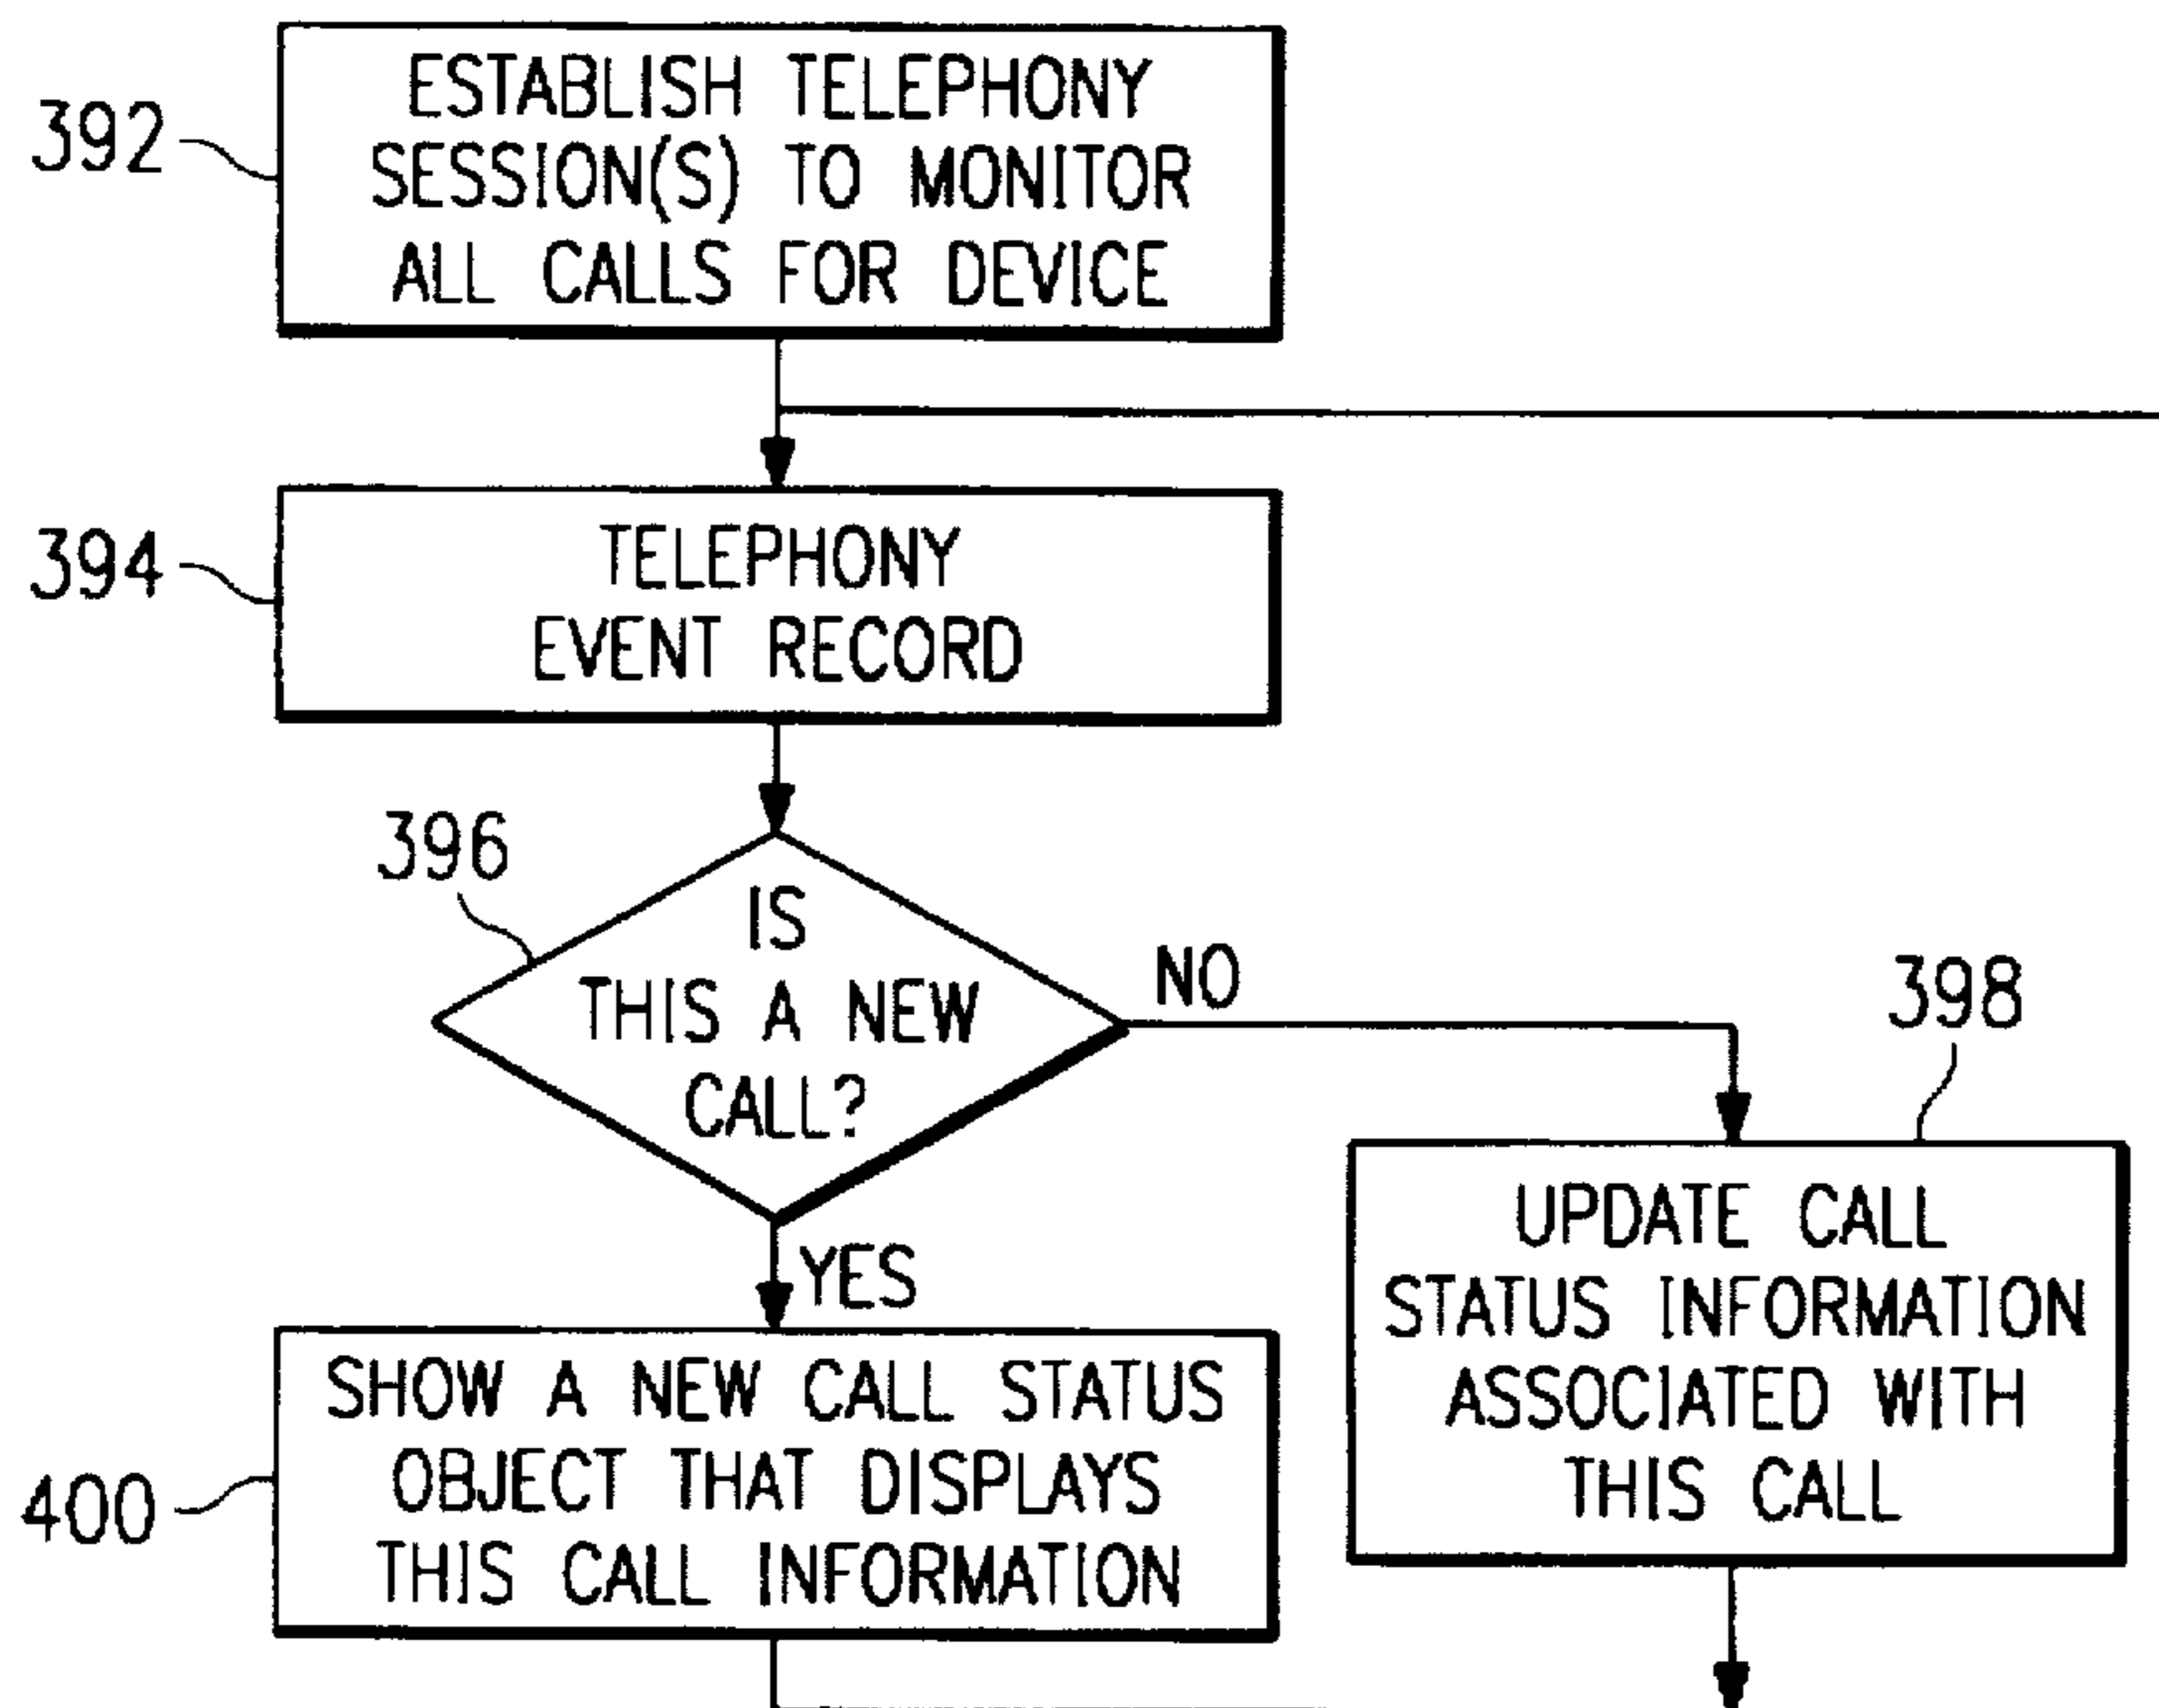 392
ESTABLISH TELEPHONY
SESSION(S) TO MONITOR
ALL CALLS FOR DEVICE
394
TELEPHONY
EVENT RECORD
396
IS
THIS A NEW
CALL?
NO
398
YES
UPDATE CALL
STATUS INFORMATION
ASSOCIATED WITH
THIS CALL
400
SHOW A NEW CALL STATUS
OBJECT THAT DISPLAYS
THIS CALL INFORMATION